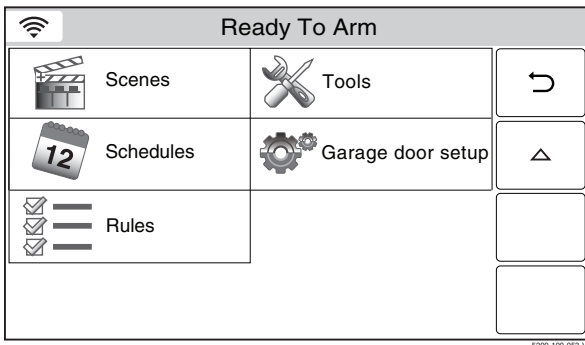 Ready To Arm
Scenes
Tools
Schedules
12
Garage door setup
Rules